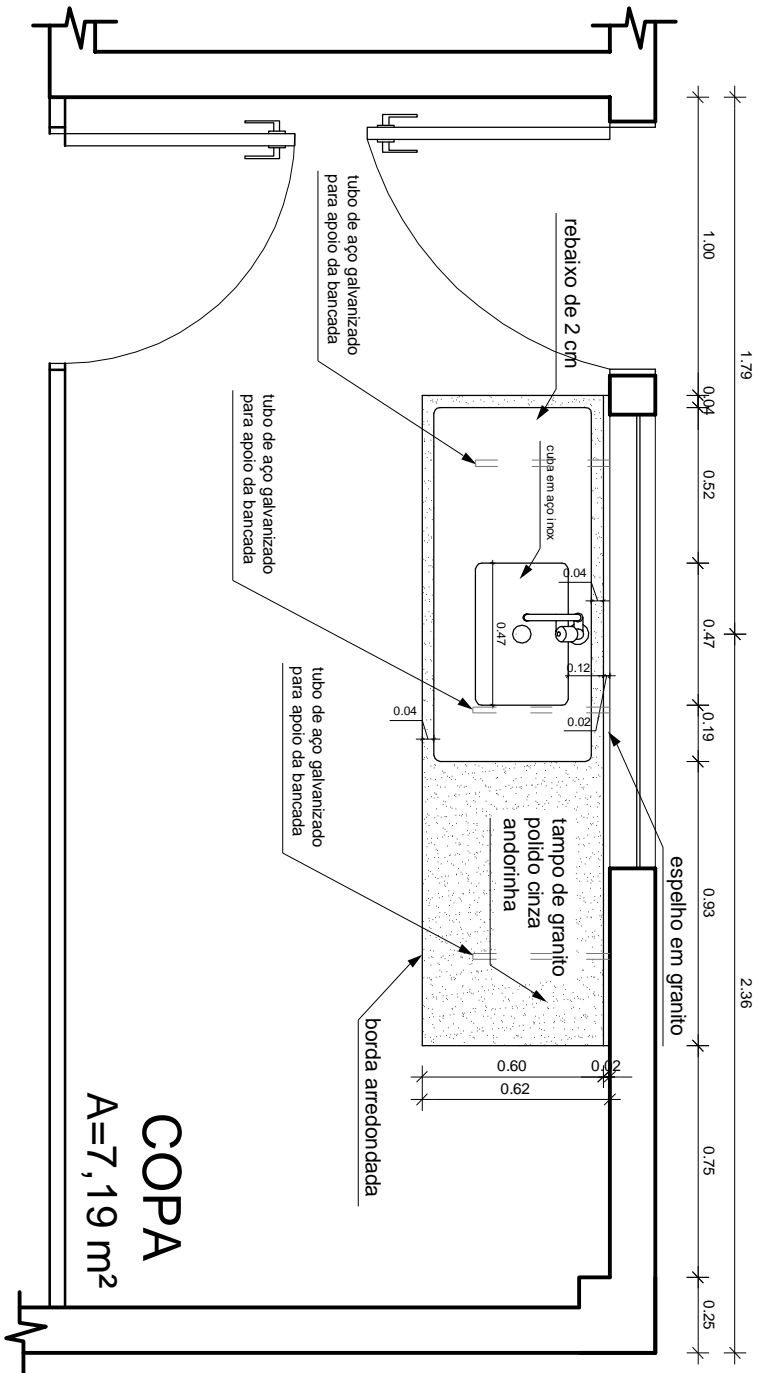 1.79
2.36
1.00
0.04
0.52
0.47
0.19
0.93
0.75
0.25
espelho em granito
rebaixo de 2 cm
cuba em aço inox
0.04
0.47
0.12
0.02
0.04
tampo de granito
polido cinza
andorinha
0.60
0.02
0.62
tubo de aço galvanizado
para apoio da bancada
tubo de aço galvanizado
para apoio da bancada
tubo de aço galvanizado
para apoio da bancada
borda arredondada
COPA
A=7,19 m²